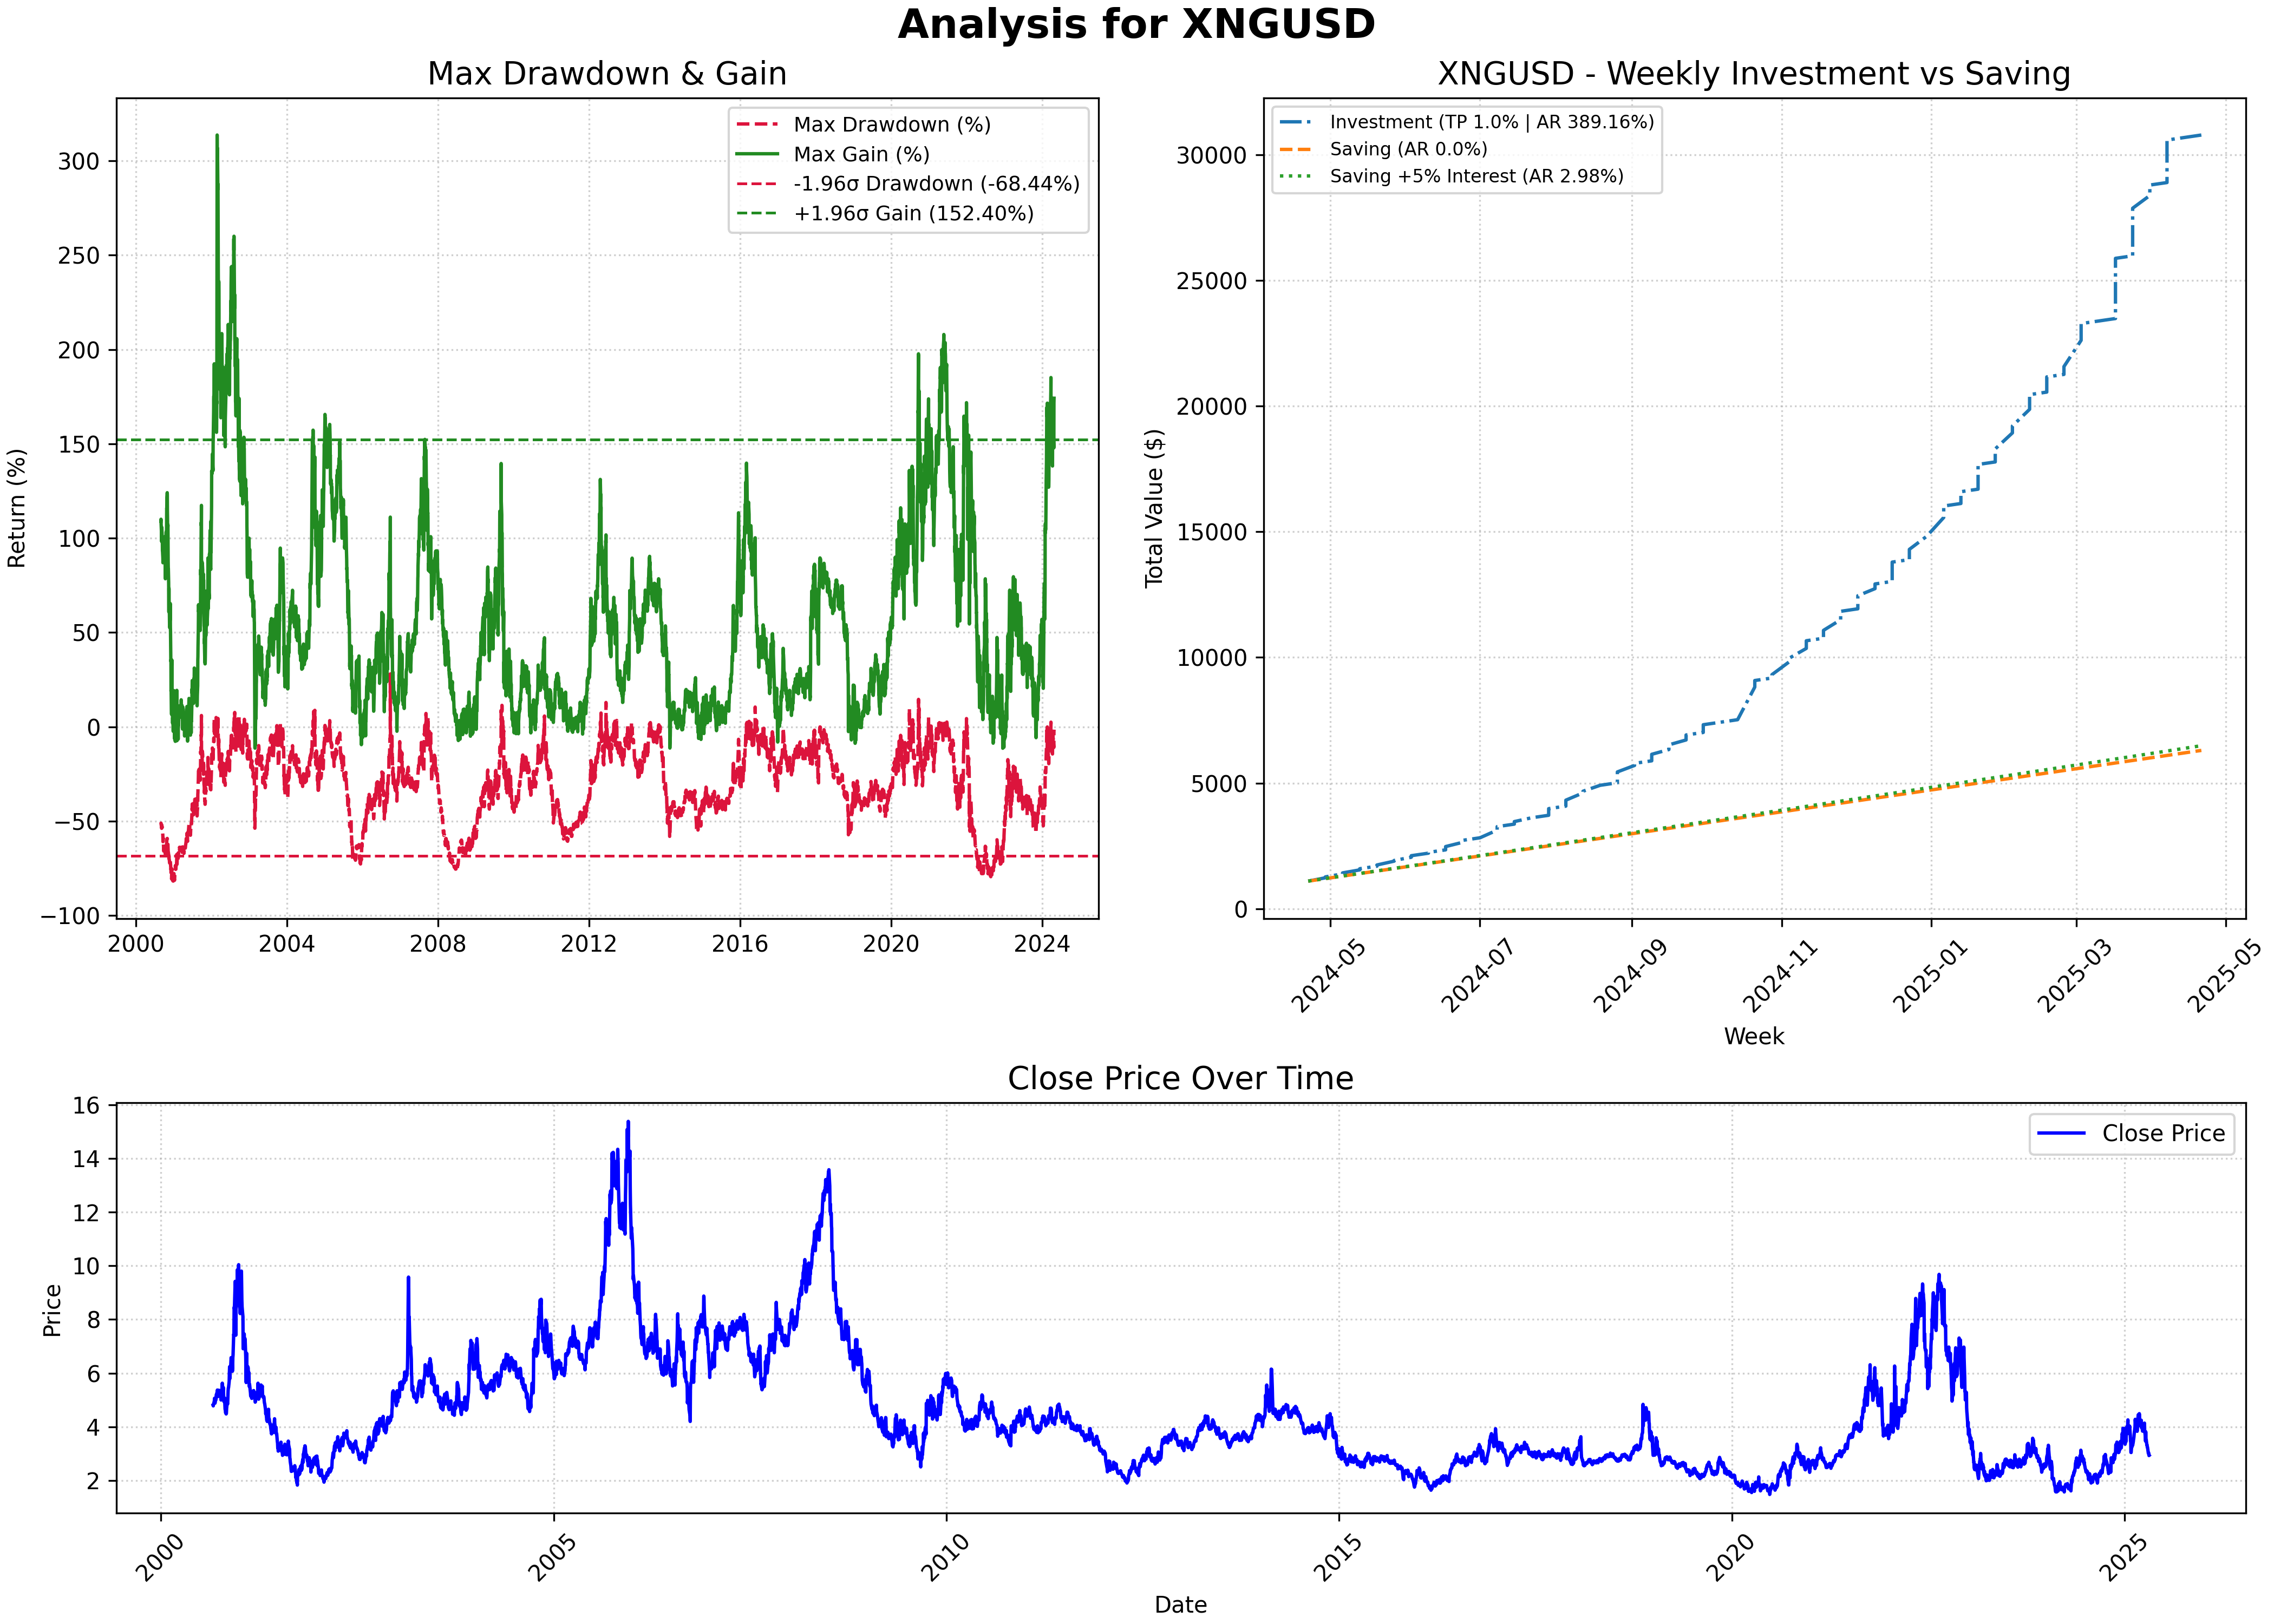 Analysis for XNGUSD
Max Drawdown & Gain
Return (%)
300
250
200
150
100
50
0
−50
−100
2000
2004
2008
2012
2016
2020
2024
Max Drawdown (%)
Max Gain (%)
-1.96σ Drawdown (-68.44%)
+1.96σ Gain (152.40%)
XNGUSD - Weekly Investment vs Saving
Total Value ($)
30000
25000
20000
15000
10000
5000
0
Investment (TP 1.0% | AR 389.16%)
Saving (AR 0.0%)
Saving +5% Interest (AR 2.98%)
2024-05
2024-07
2024-09
2024-11
2025-01
2025-03
2025-05
Week
Close Price Over Time
Price
16
14
12
10
8
6
4
2
Close Price
2000
2005
2010
2015
2020
2025
Date